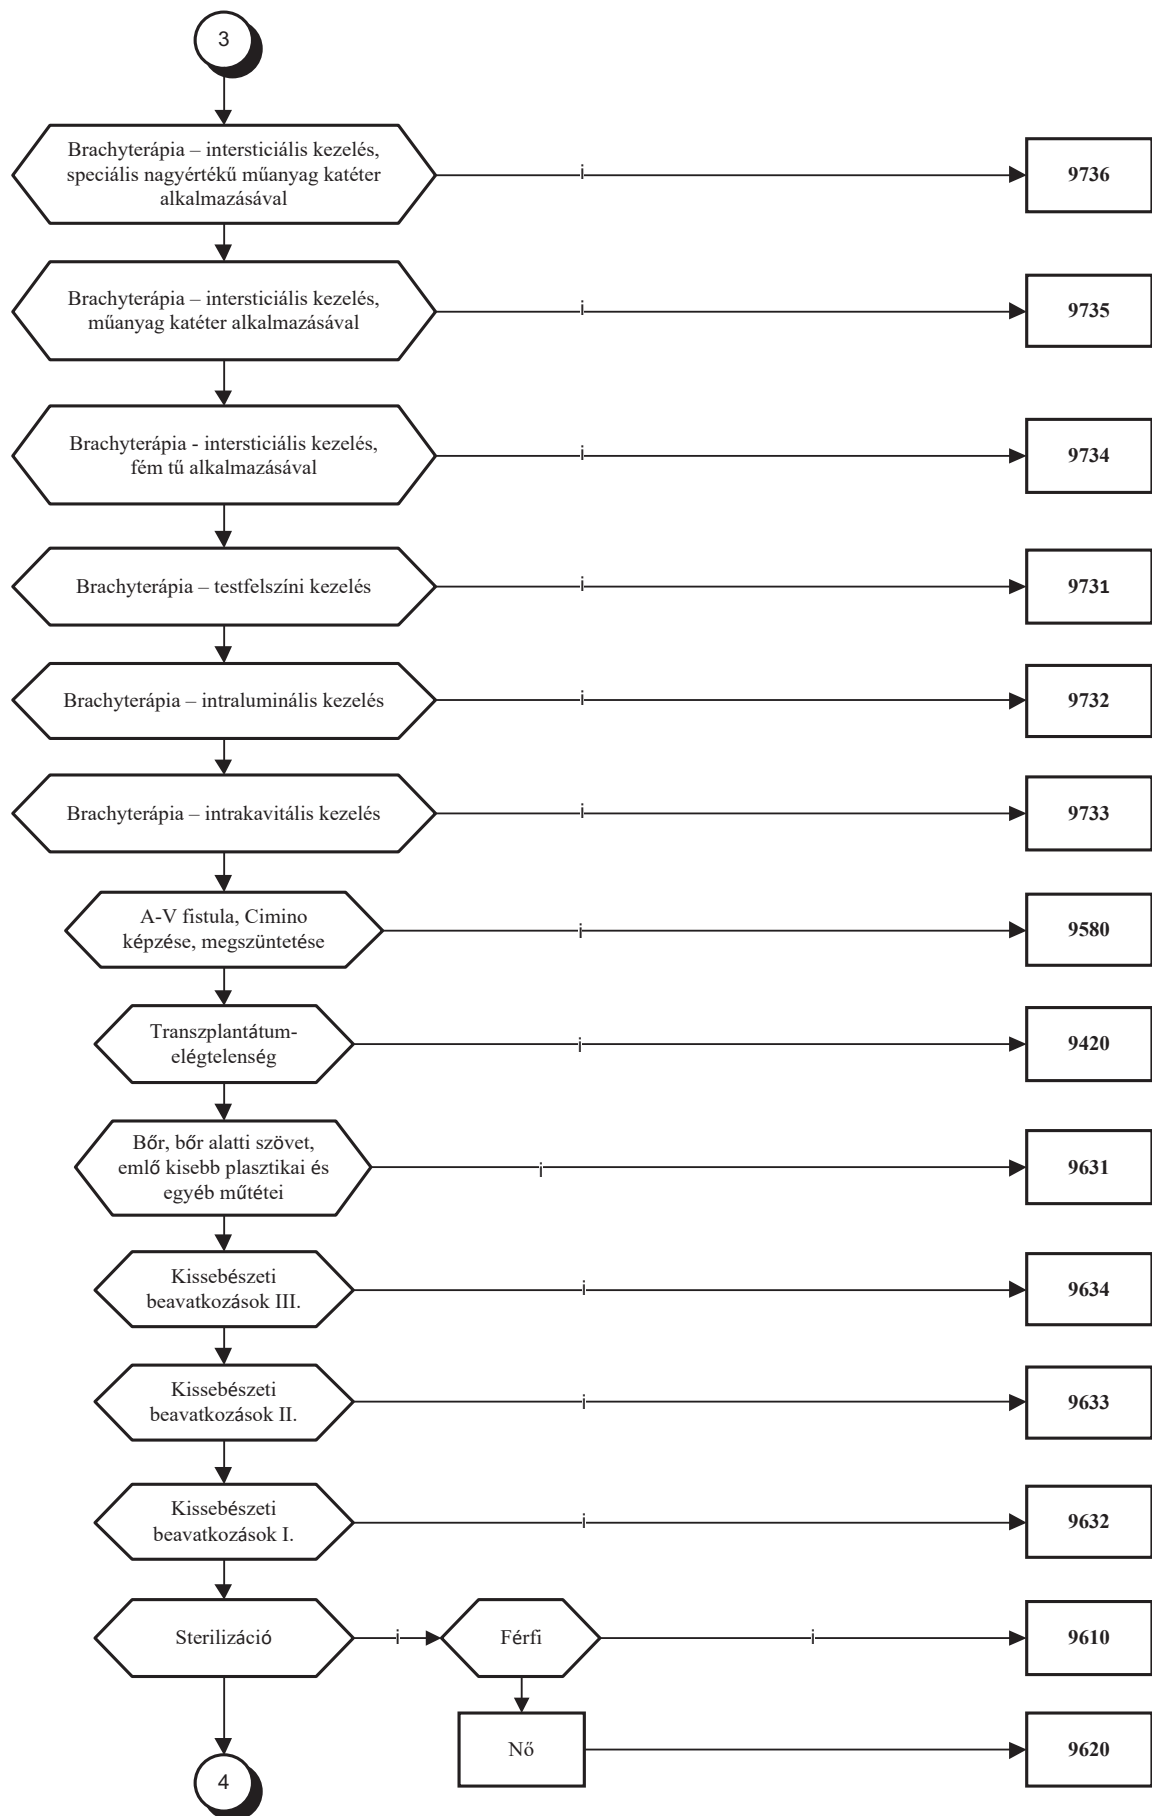 3
Brachyterápia – intersticiális kezelés,
speciális nagyértékű műanyag katéter
alkalmazásával
i
9736
Brachyterápia – intersticiális kezelés,
műanyag katéter alkalmazásával
i
9735
Brachyterápia - intersticiális kezelés,
fém tű alkalmazásával
i
9734
Brachyterápia – testfelszíni kezelés
i
9731
Brachyterápia – intraluminális kezelés
i
9732
Brachyterápia – intrakavitális kezelés
i
9733
A-V fistula, Cimino
képzése, megszüntetése
i
9580
Transzplantátum-
elégtelenség
i
9420
Bőr, bőr alatti szövet,
emlő kisebb plasztikai és
egyéb műtétei
i
9631
Kissebészeti
beavatkozások III.
i
9634
Kissebészeti
beavatkozások II.
i
9633
Kissebészeti
beavatkozások I.
i
9632
Sterilizáció
i
Férfi
i
9610
Nő
9620
4